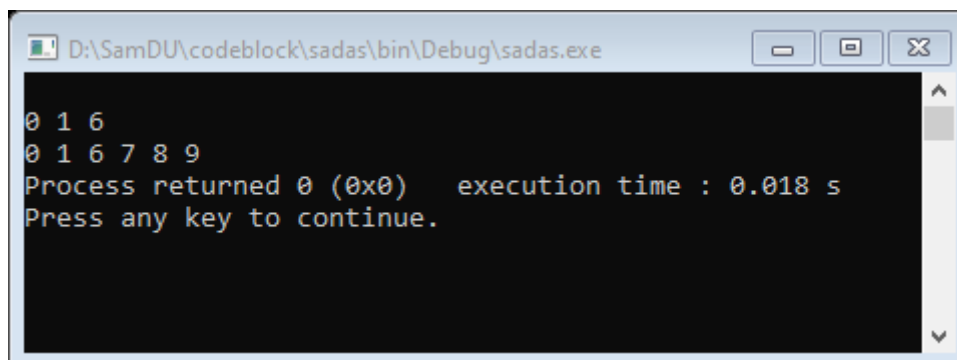 D:\SamDU\codeblock\sadas\bin\Debug\sadas.exe
0 1 6
0 1 6 7 8 9
Process returned 0 (0x0)   execution time : 0.018 s
Press any key to continue.